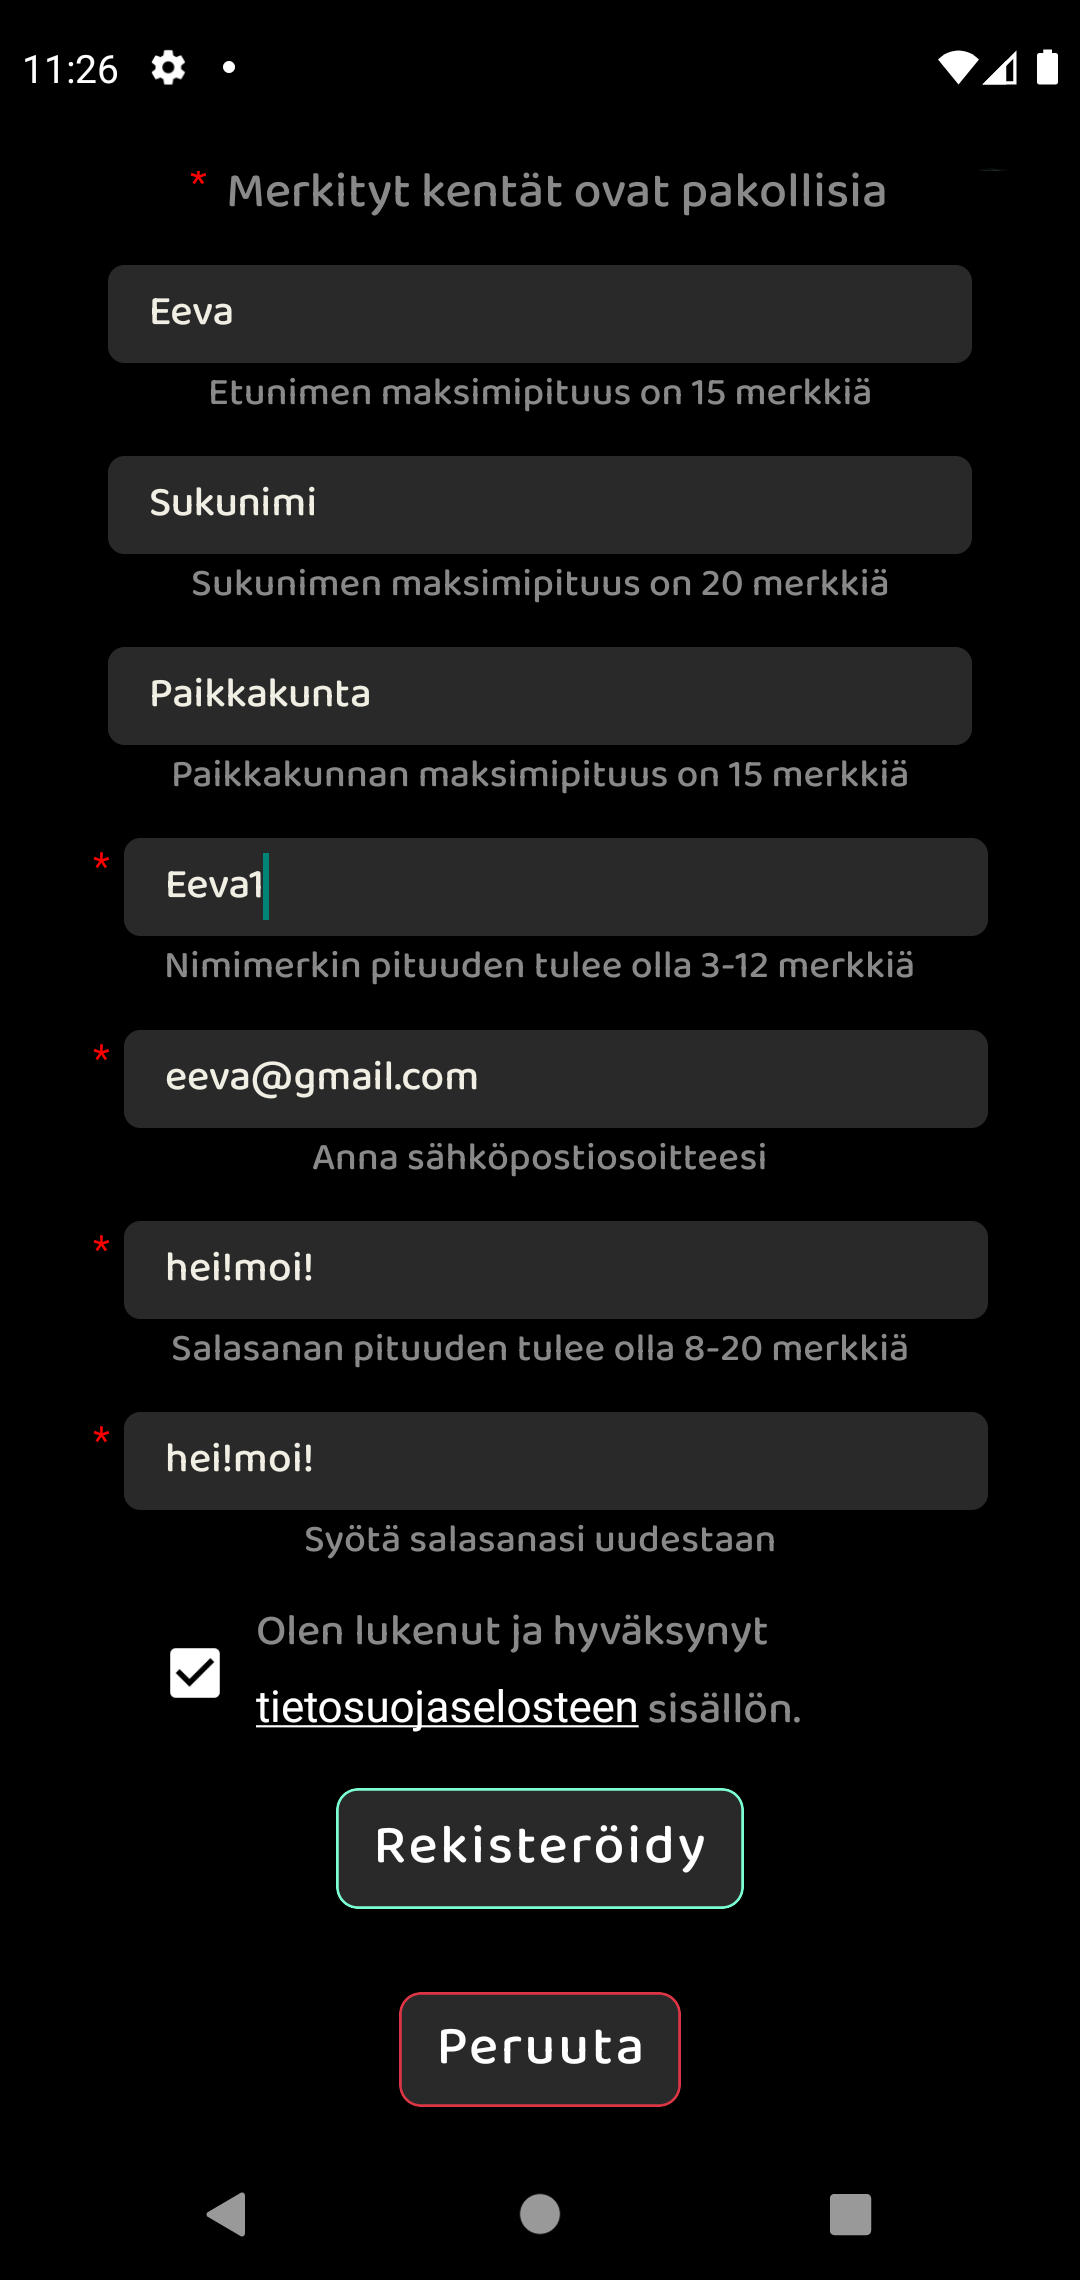 11:26
* Merkityt kentät ovat pakollisia
Eeva
Etunimen maksimipituus on 15 merkkiä
Sukunimi
Sukunimen maksimipituus on 20 merkkiä
Paikkakunta
Paikkakunnan maksimipituus on 15 merkkiä
* Eeva1
Nimimerkin pituuden tulee olla 3-12 merkkiä
* eeva@gmail.com
Anna sähköpostiosoitteesi
* hei!moi!
Salasanan pituuden tulee olla 8-20 merkkiä
* hei!moi!
Syötä salasanasi uudestaan
Olen lukenut ja hyväksynyt
tietosuojaselosteen sisällön.
Rekisteröidy
Peruuta